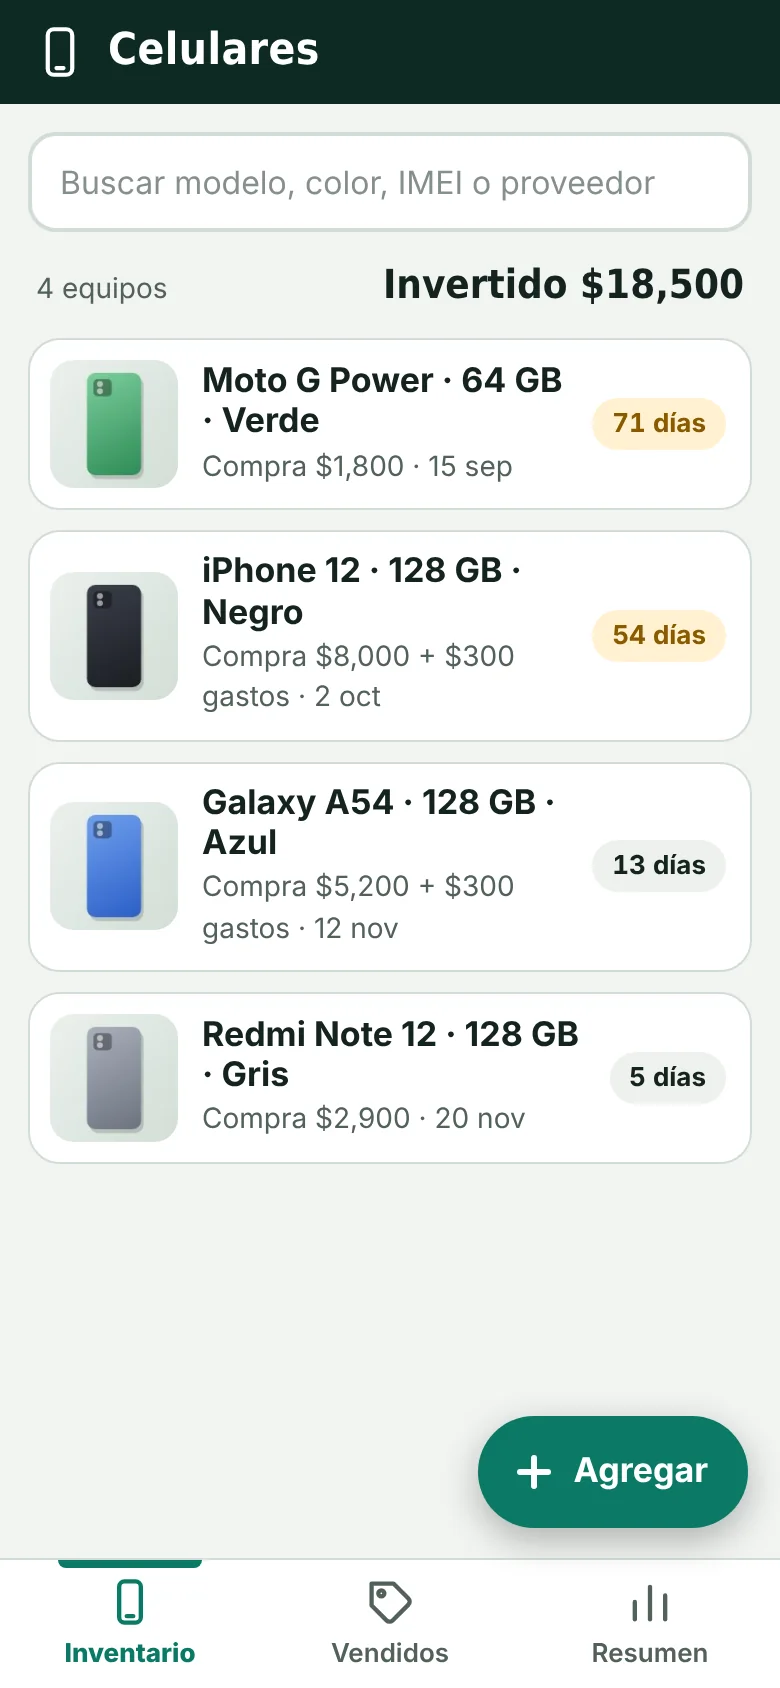 Celulares
Buscar modelo, color, IMEI o proveedor
4 equipos
Invertido $18,500
Moto G Power · 64 GB
· Verde
Compra $1,800 · 15 sep
71 días
iPhone 12 · 128 GB ·
Negro
Compra $8,000 + $300
gastos · 2 oct
54 días
Galaxy A54 · 128 GB ·
Azul
Compra $5,200 + $300
gastos · 12 nov
13 días
Redmi Note 12 · 128 GB
· Gris
Compra $2,900 · 20 nov
5 días
Agregar
Inventario
Vendidos
Resumen